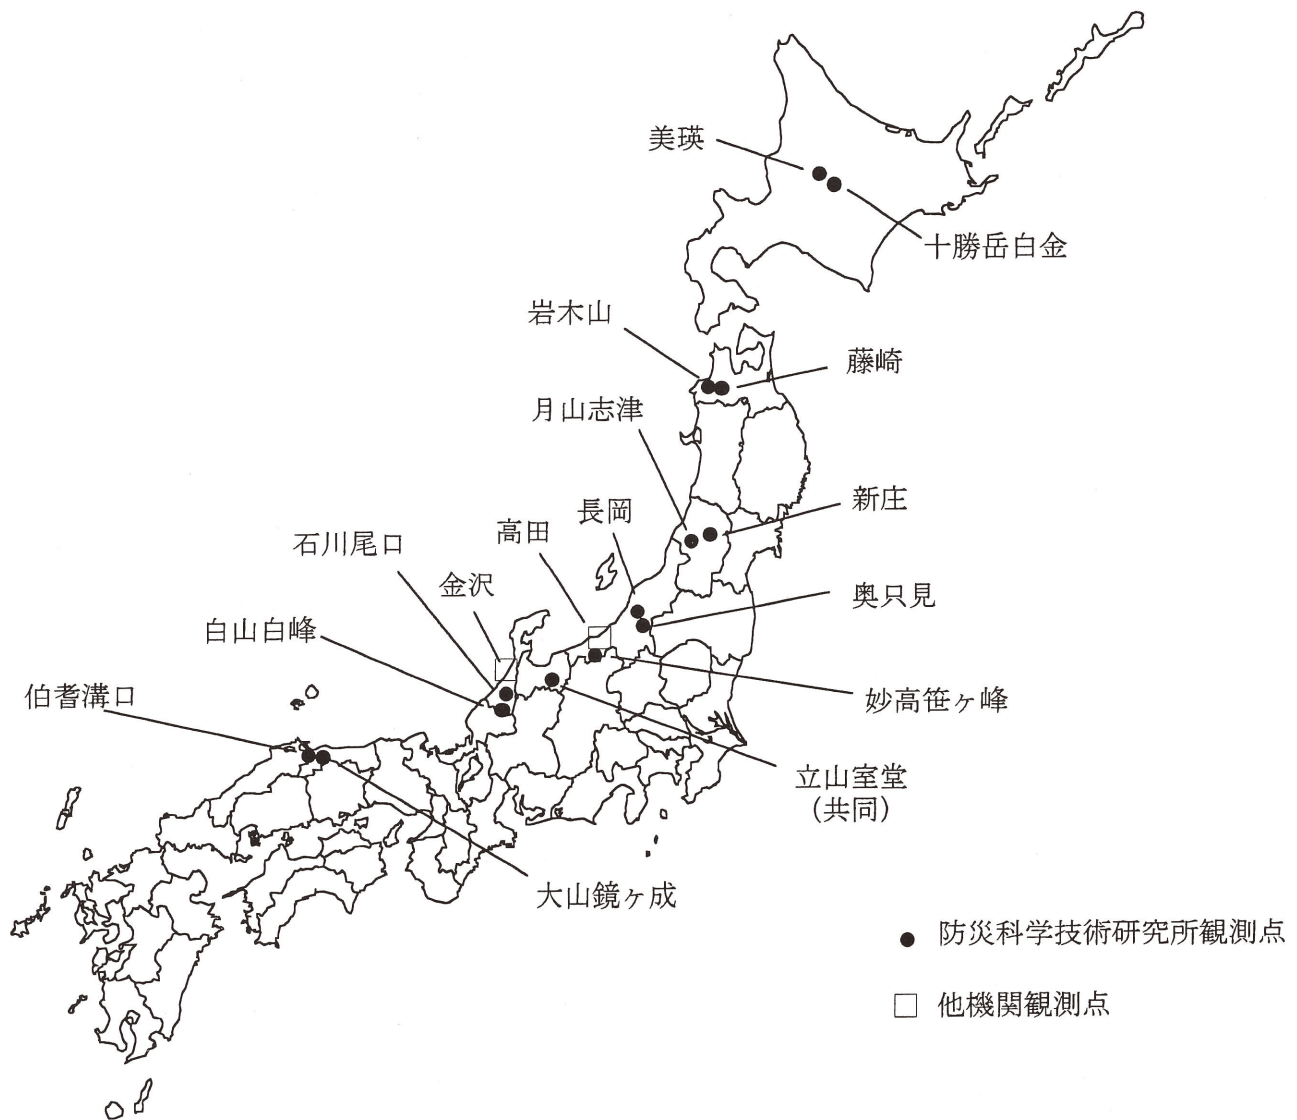 美瑛
十勝岳白金
岩木山
藤崎
月山志津
新庄
長岡
高田
石川尾口
金沢
奥只見
白山白峰
伯耆溝口
妙高笹ヶ峰
立山室堂
(共同)
大山鏡ヶ成
防災科学技術研究所観測点
他機関観測点